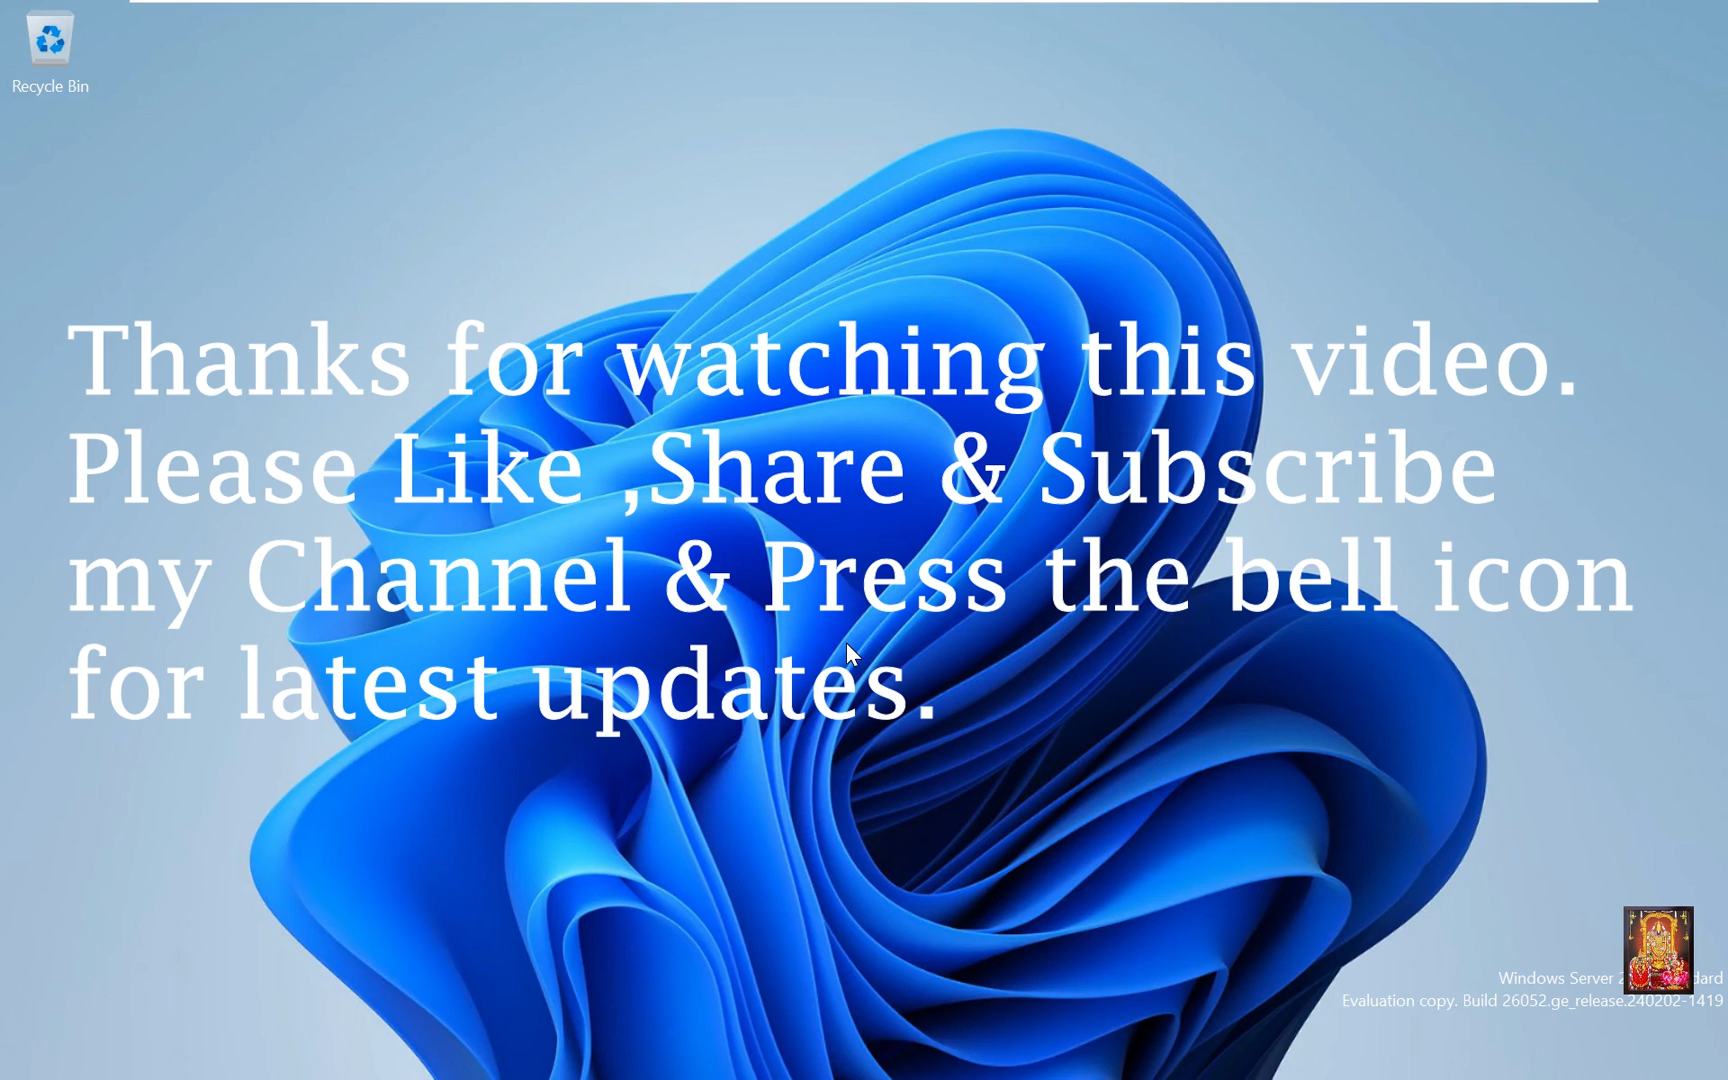 Recycle Bin
Thanks for watching this video.
Please Like ,Share & Subscribe
my Channel & Press the bell icon
for latest updates.
Windows Server
Evaluation copy. Build 26052.ge_release.240202-1419